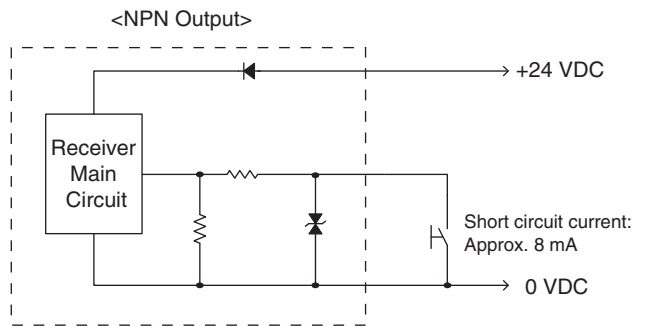 <NPN Output>
+24 VDC
Receiver
Main
Circuit
Short circuit current:
Approx. 8 mA
0 VDC